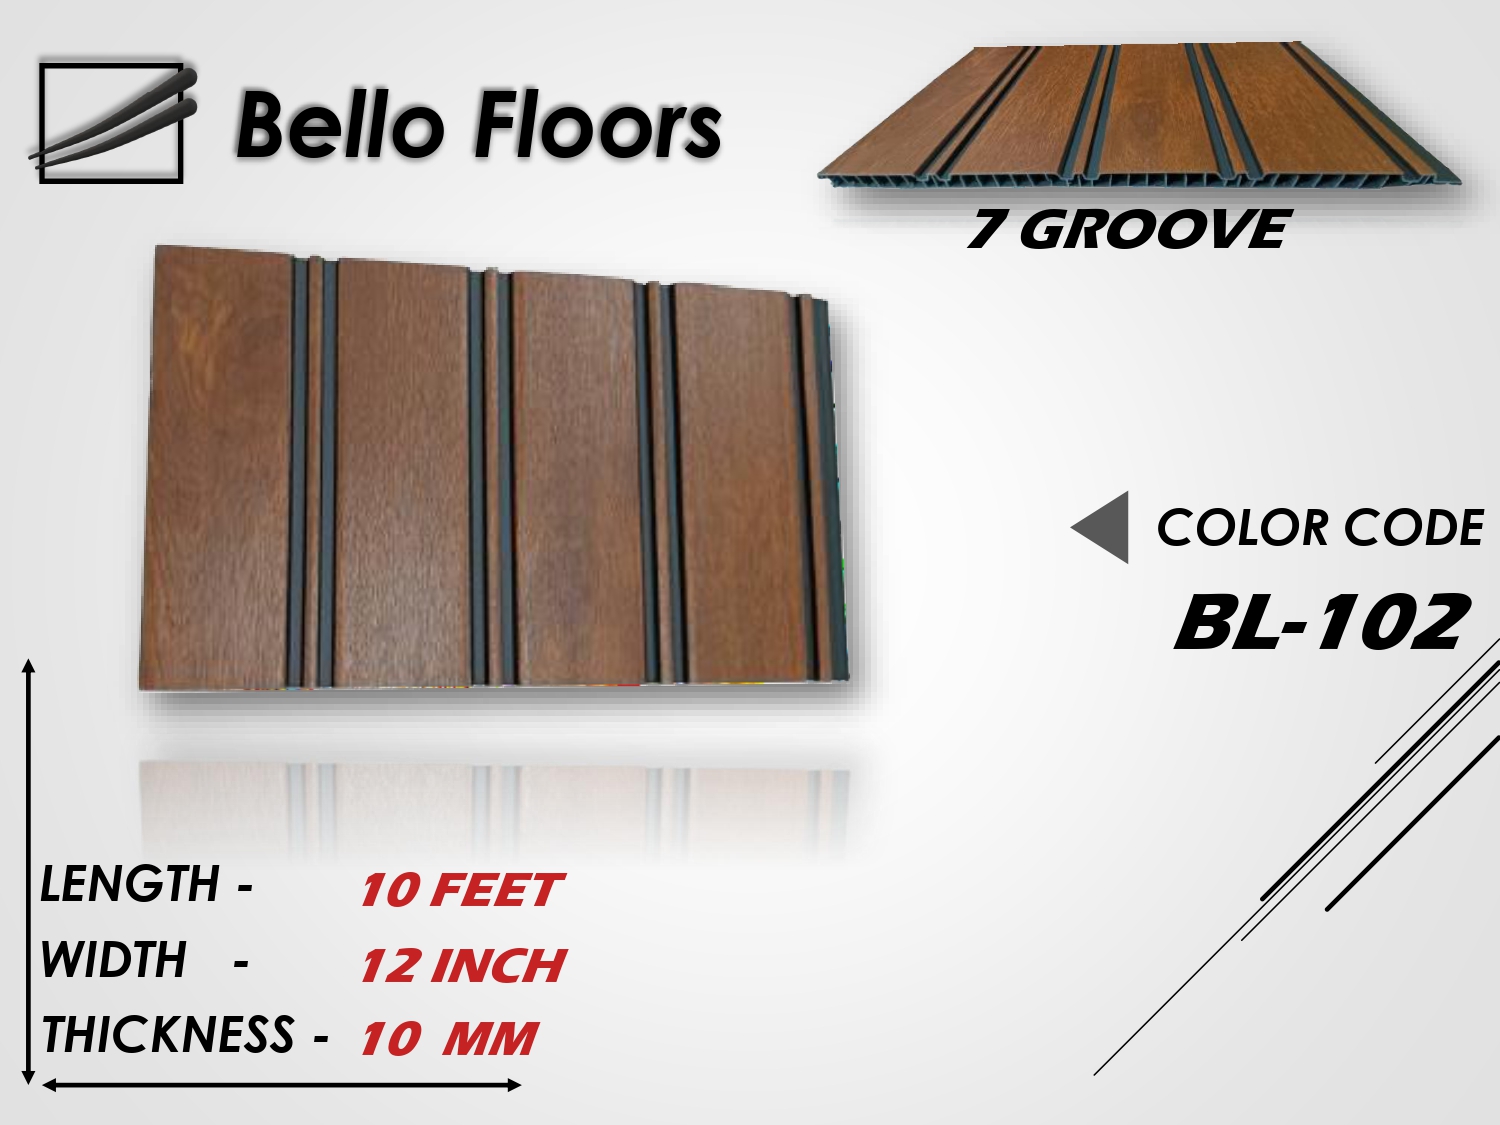 Bello Floors
7 GROOVE
COLOR CODE
BL-102
LENGTH - 10 FEET
WIDTH - 12 INCH
THICKNESS - 10 MM